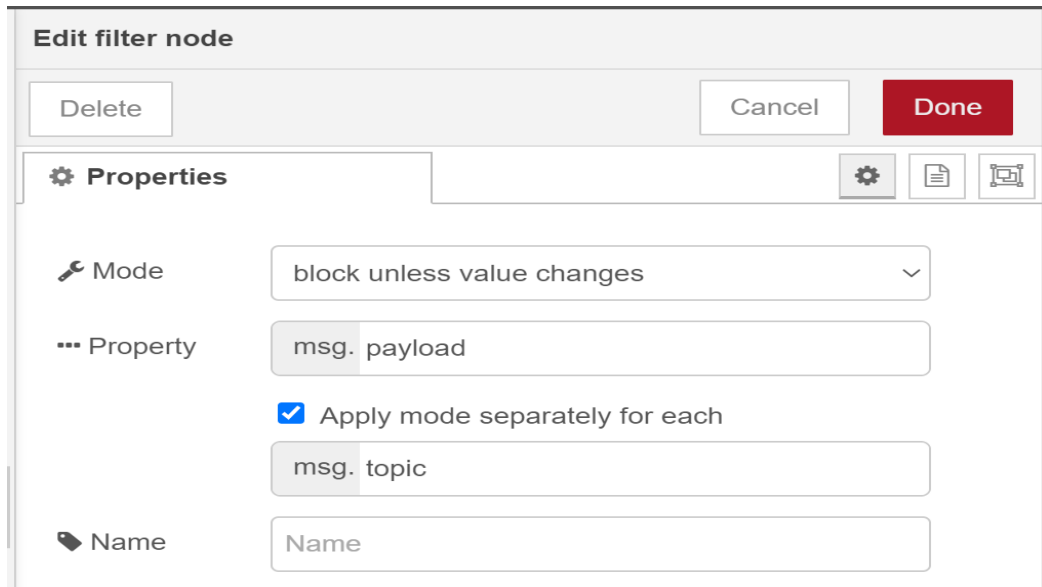 Edit filter node
Delete Cancel Done
Properties
Mode block unless value changes
Property msg. payload
Apply mode separately for each
msg. topic
Name Name